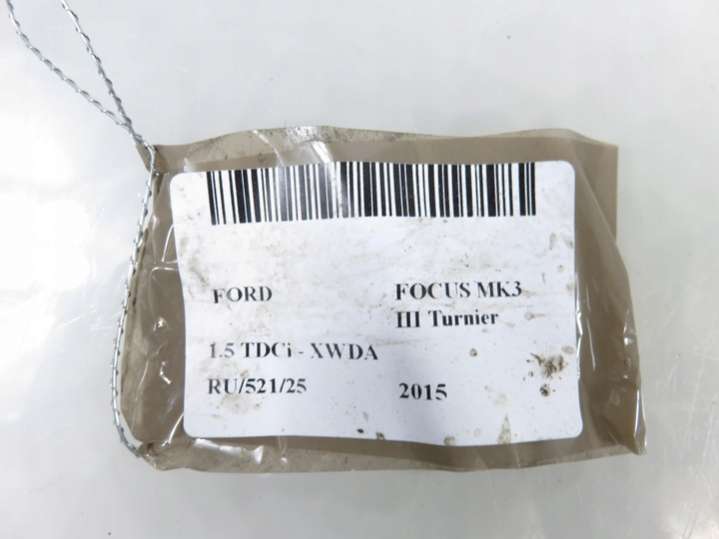 FORD FOCUS MK3
III Turnier
1.5 TDCi - XWDA
RU/521/25 2015